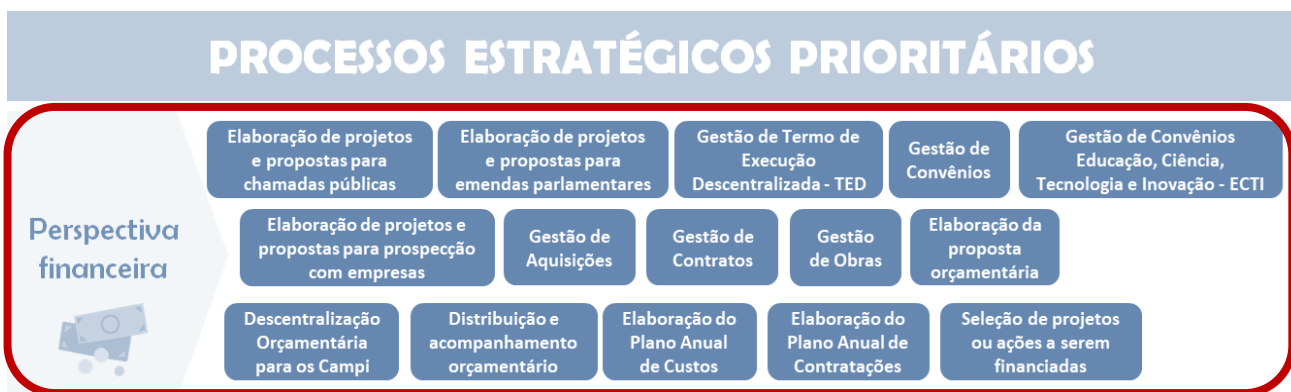 PROCESSOS ESTRATÉGICOS PRIORITÁRIOS
Perspectiva
financeira
Elaboração de projetos
e propostas para
chamadas públicas
Elaboração de projetos
e propostas para
emendas parlamentares
Gestão de Termo de
Execução
Descentralizada - TED
Gestão de
Convênios
Gestão de Convênios
Educação, Ciência,
Tecnologia e Inovação - ECTI
Elaboração de projetos e
propostas para prospecção
com empresas
Gestão de
Aquisições
Gestão de
Contratos
Gestão
de Obras
Elaboração da
proposta
orçamentária
Descentralização
Orçamentária
para os Campi
Distribuição e
acompanhamento
orçamentário
Elaboração do
Plano Anual
de Custos
Elaboração do
Plano Anual de
Contratações
Seleção de projetos
ou ações a serem
financiadas